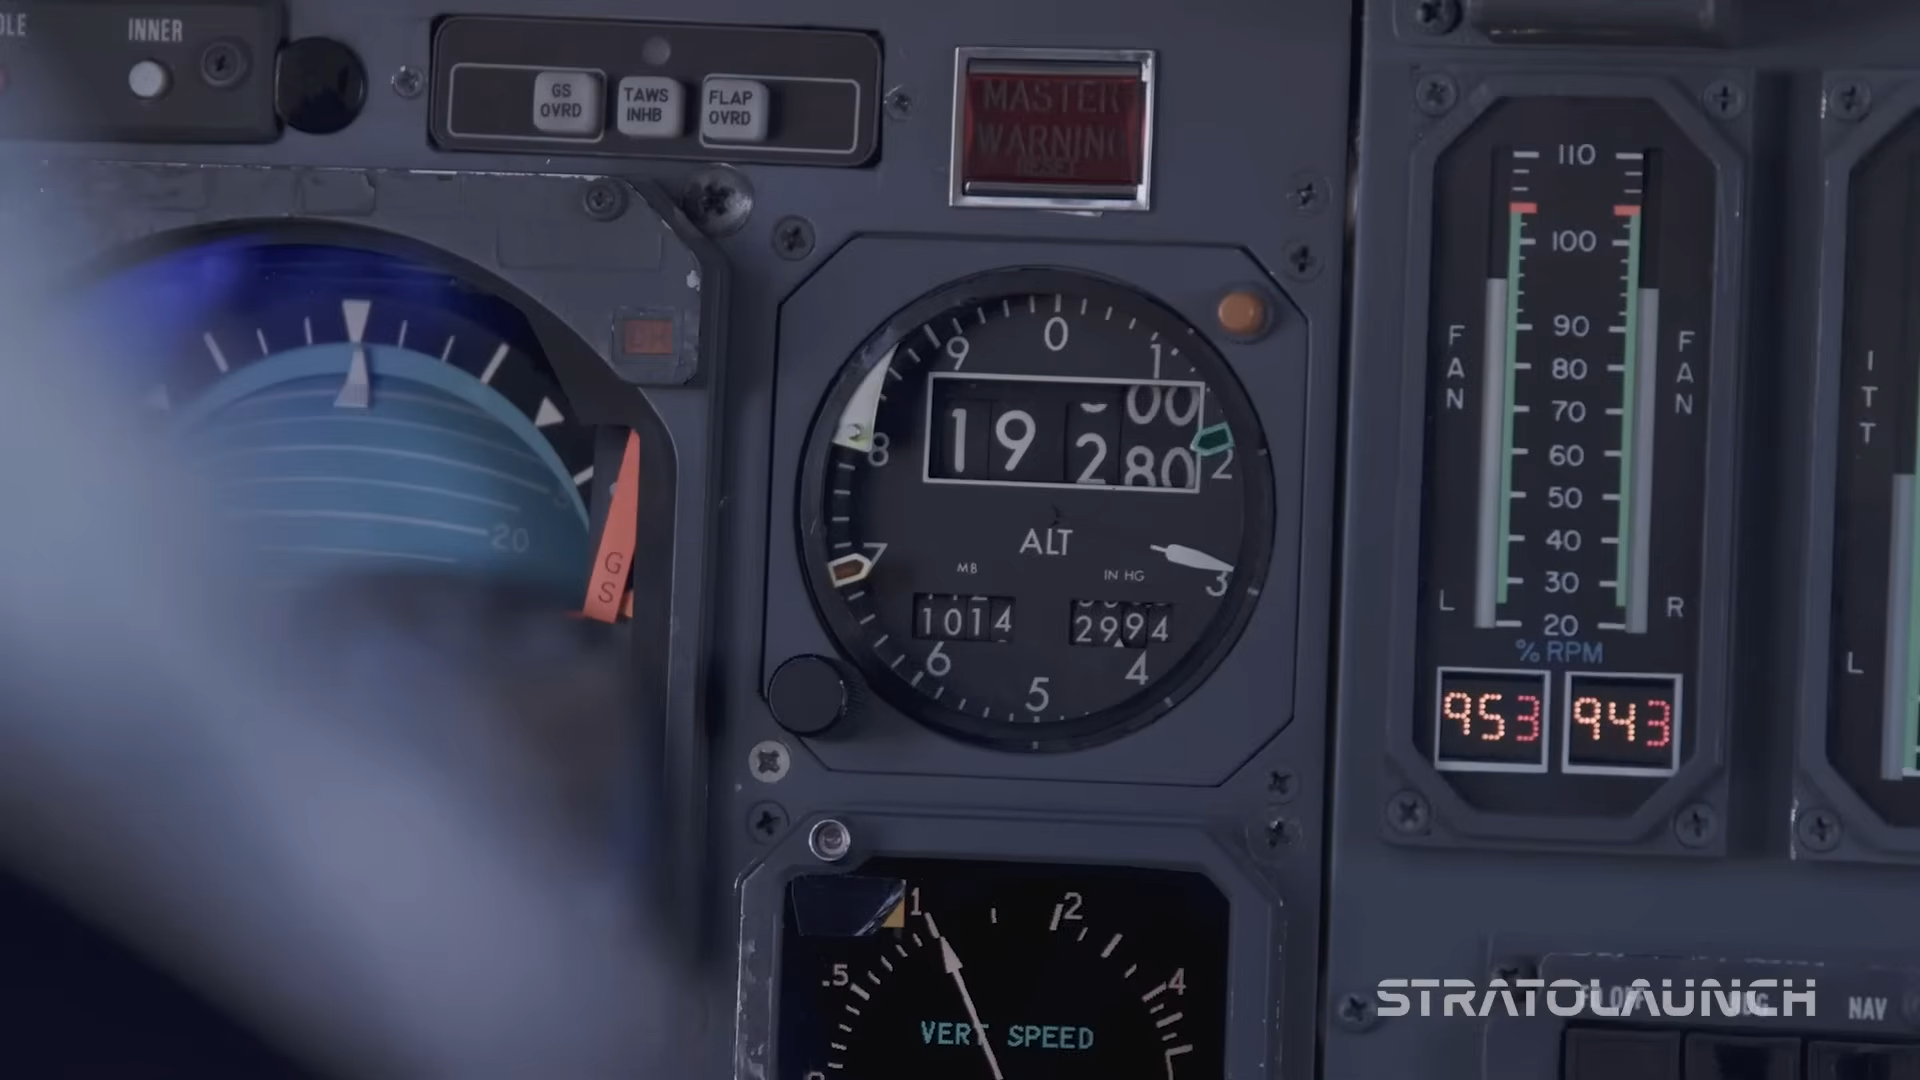 INNER
GS
OVRD
TAWS
INHB
FLAP
OVRD
MASTER
WARNING
RESET
DH
20
G
S
0
1
2
3
4
5
6
7
8
9
19 2 00
80
ALT
MB
IN HG
1014
2994
110
100
90
80
70
60
50
40
30
20
FAN
FAN
L
R
% RPM
953
943
ITT
L
.5
1
2
4
VERT SPEED
STRATOLAUNCH
NAV